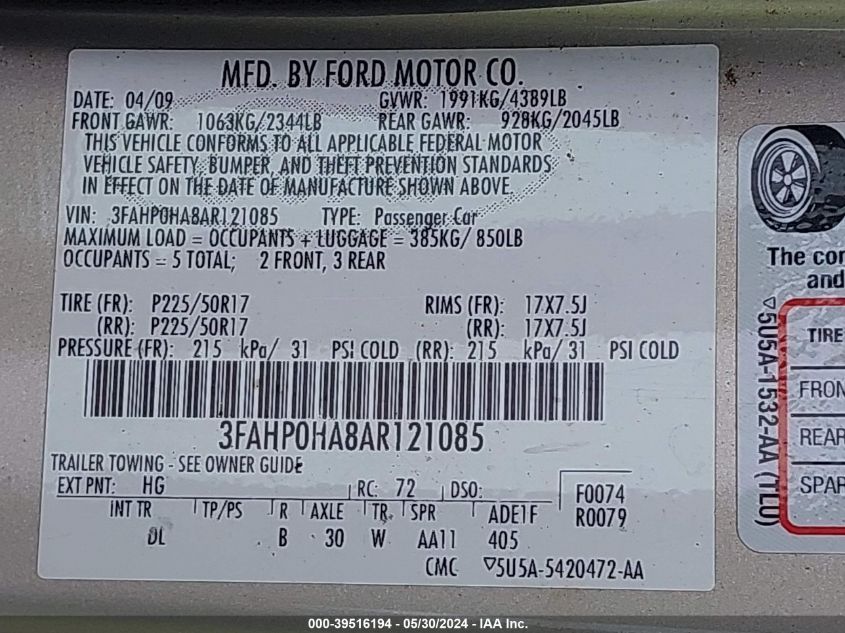 MFD. BY FORD MOTOR CO.
DATE: 04/09 GVWR: 1991KG/4389LB
FRONT GAWR: 1063KG/2344LB REAR GAWR: 928KG/2045LB
THIS VEHICLE CONFORMS TO ALL APPLICABLE FEDERAL MOTOR
VEHICLE SAFETY, BUMPER, AND THEFT PREVENTION STANDARDS
IN EFFECT ON THE DATE OF MANUFACTURE SHOWN ABOVE.
VIN: 3FAHP0HA8AR121085 TYPE: Passenger Car
MAXIMUM LOAD = OCCUPANTS + LUGGAGE = 385KG/ 850LB
OCCUPANTS = 5 TOTAL; 2 FRONT, 3 REAR
TIRE (FR): P225/50R17 RIMS (FR): 17X7.5J
(RR): P225/50R17 (RR): 17X7.5J
PRESSURE (FR): 215 kPa/ 31 PSI COLD (RR): 215 kPa/ 31 PSI COLD
3FAHP0HA8AR121085
TRAILER TOWING - SEE OWNER GUIDE
EXT PNT: HG RC: 72 DSO: F0074
INT TR TP/PS R AXLE TR SPR ADE1F R0079
DL B 30 W AA11 405
CMC ▽5U5A-5420472-AA
The con
and
▽5U5A-1532-AA (TLU)
TIRE
FRON
REAR
SPAR
000-39516194 - 05/30/2024 - IAA Inc.